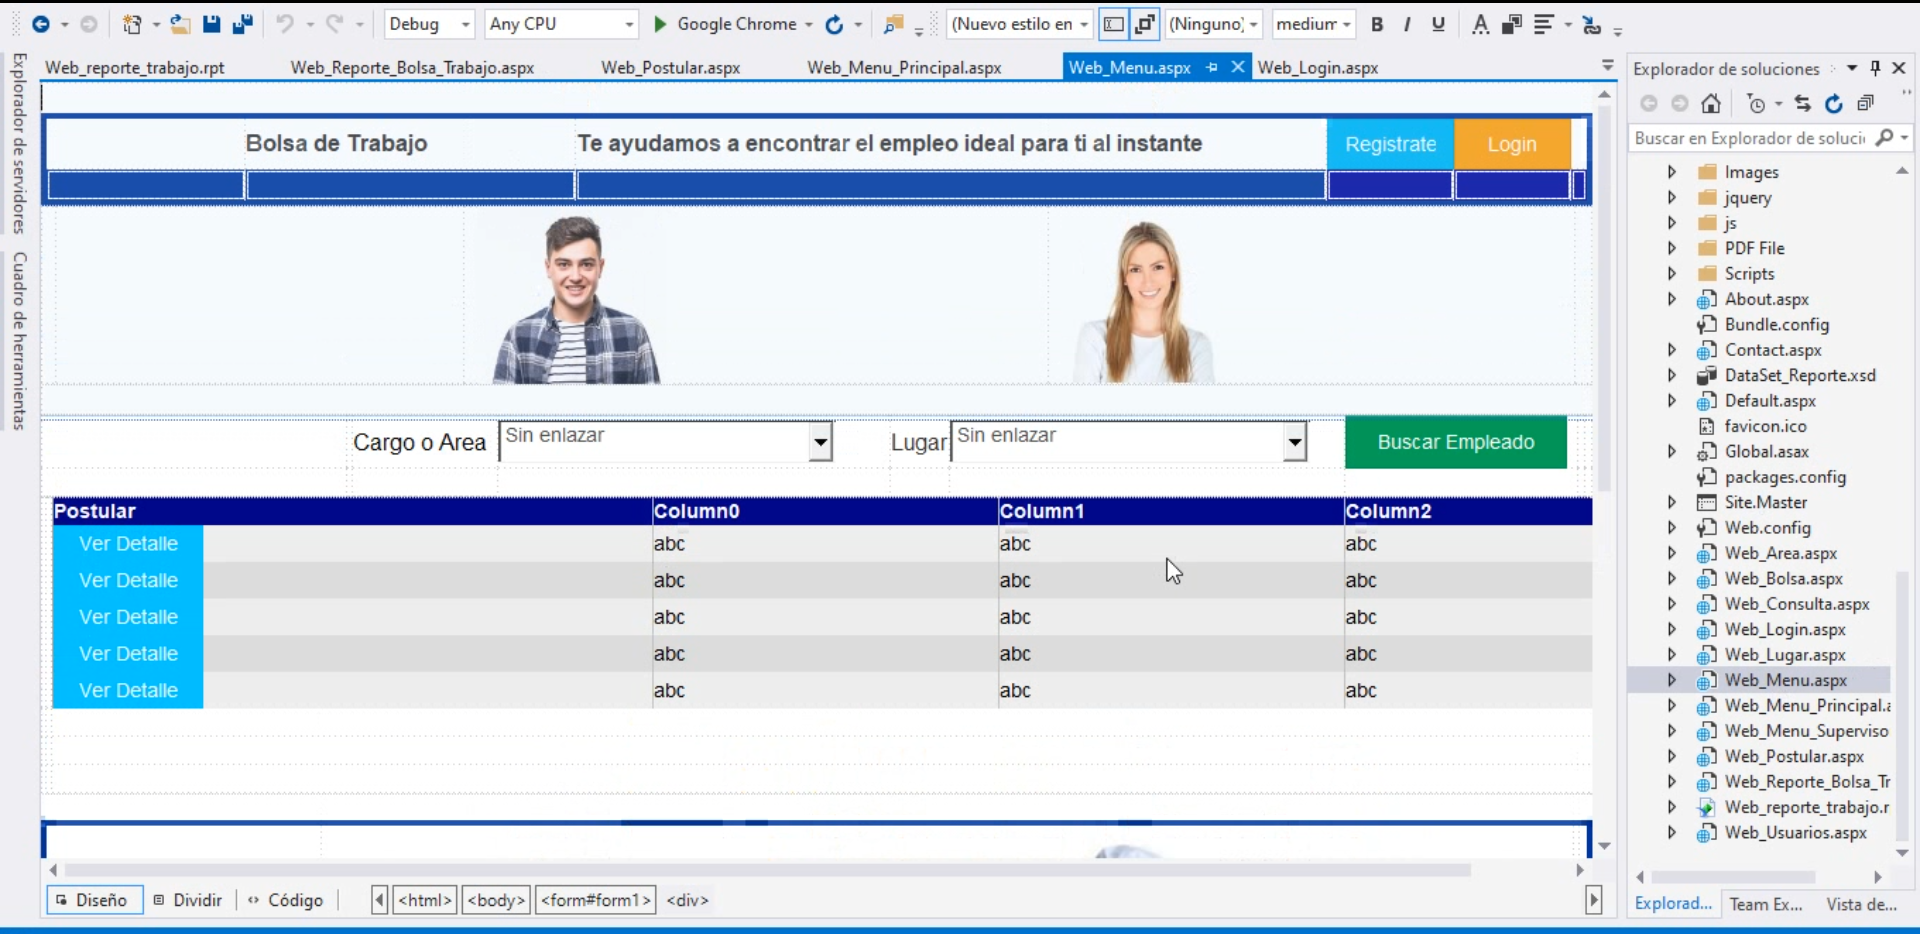 Debug
Any CPU
Google Chrome
(Nuevo estilo en
(Ninguno)
medium
B I U A
Explorador de servidores
Cuadro de herramientas
Web_reporte_trabajo.rpt
Web_Reporte_Bolsa_Trabajo.aspx
Web_Postular.aspx
Web_Menu_Principal.aspx
Web_Menu.aspx
Web_Login.aspx
Bolsa de Trabajo
Te ayudamos a encontrar el empleo ideal para ti al instante
Registrate
Login
Cargo o Area
Sin enlazar
Lugar
Sin enlazar
Buscar Empleado
Postular Column0 Column1 Column2
Ver Detalle abc abc abc
Ver Detalle abc abc abc
Ver Detalle abc abc abc
Ver Detalle abc abc abc
Ver Detalle abc abc abc
Diseño
Dividir
Código
<html>
<body>
<form#form1>
<div>
Explorador de soluciones
Buscar en Explorador de soluci
Images
jquery
js
PDF File
Scripts
About.aspx
Bundle.config
Contact.aspx
DataSet_Reporte.xsd
Default.aspx
favicon.ico
Global.asax
packages.config
Site.Master
Web.config
Web_Area.aspx
Web_Bolsa.aspx
Web_Consulta.aspx
Web_Login.aspx
Web_Lugar.aspx
Web_Menu.aspx
Web_Menu_Principal.a
Web_Menu_Superviso
Web_Postular.aspx
Web_Reporte_Bolsa_Tr
Web_reporte_trabajo.r
Web_Usuarios.aspx
Explorad...
Team Ex...
Vista de...